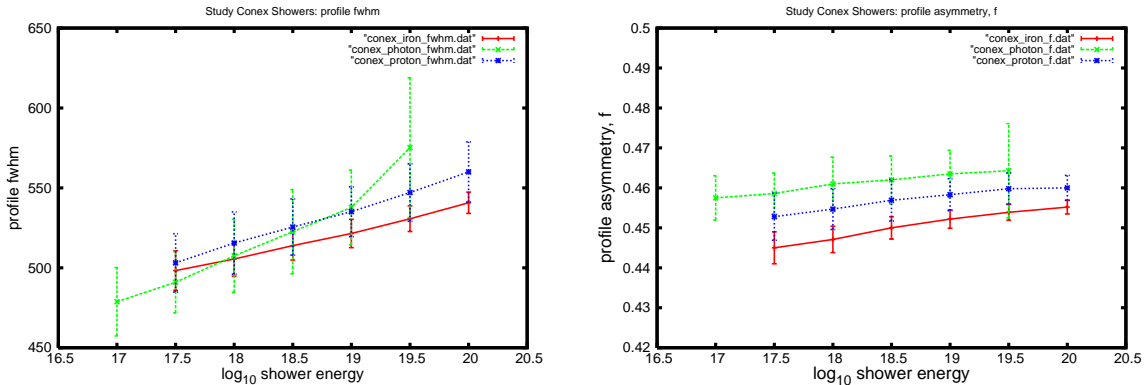 Study Conex Showers: profile fwhm
"conex_iron_fwhm.dat"
"conex_photon_fwhm.dat"
"conex_proton_fwhm.dat"
650
600
550
500
450
profile fwhm
16.5 17 17.5 18 18.5 19 19.5 20 20.5
log10 shower energy
Study Conex Showers: profile asymmetry, f
"conex_iron_f.dat"
"conex_photon_f.dat"
"conex_proton_f.dat"
0.5
0.49
0.48
0.47
0.46
0.45
0.44
0.43
0.42
profile asymmetry, f
16.5 17 17.5 18 18.5 19 19.5 20 20.5
log10 shower energy